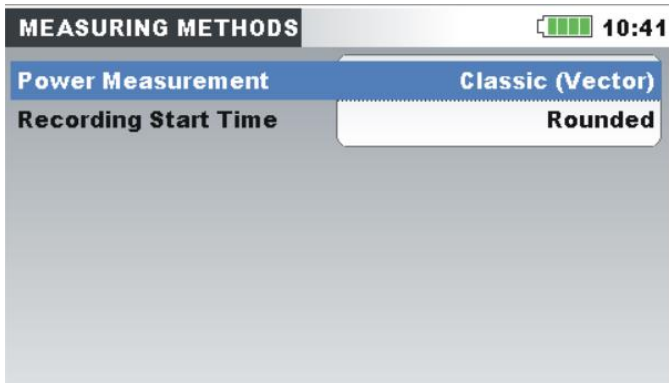 MEASURING METHODS 10:41
Power Measurement Classic (Vector)
Recording Start Time Rounded